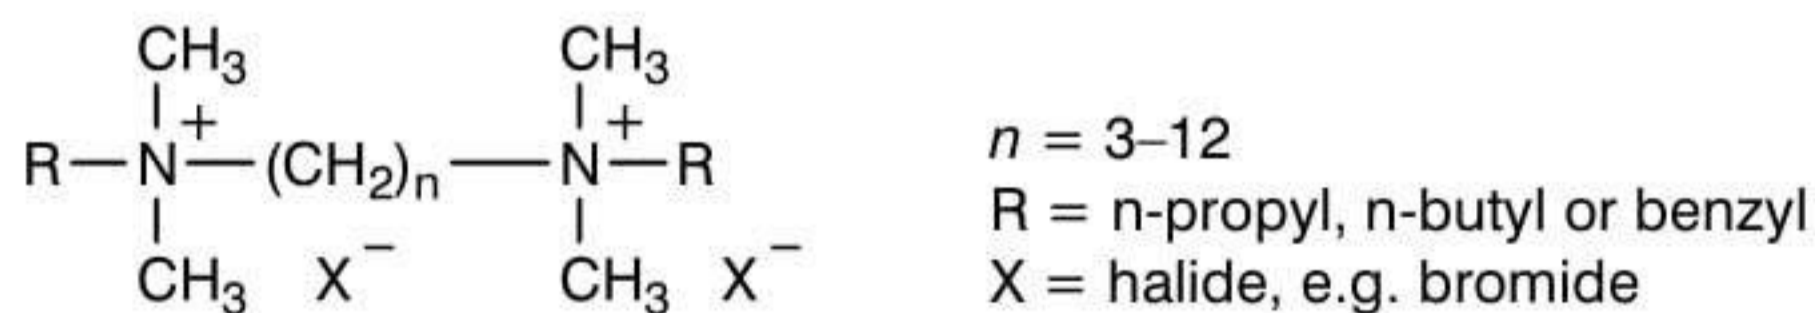 CH₃ CH₃
R—N⁺—(CH₂)ₙ—N⁺—R
CH₃ X⁻ CH₃ X⁻
n = 3–12
R = n-propyl, n-butyl or benzyl
X = halide, e.g. bromide